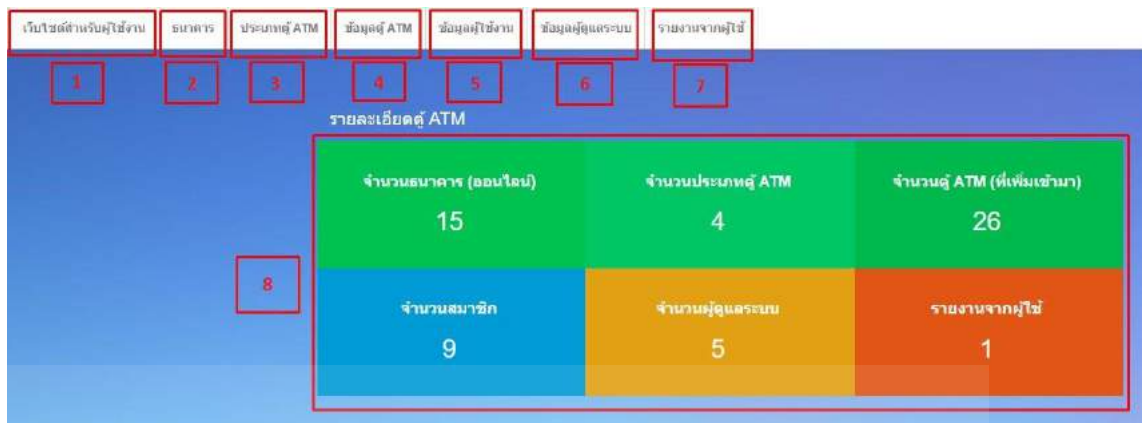 เว็บไซต์สำหรับผู้ใช้งาน ธนาคาร ประเภทตู้ ATM ข้อมูลตู้ ATM ข้อมูลผู้ใช้งาน ข้อมูลผู้ดูแลระบบ รายงานจากผู้ใช้
1 2 3 4 5 6 7
รายละเอียดตู้ ATM
จำนวนธนาคาร (ออนไลน์) จำนวนประเภทตู้ ATM จำนวนตู้ ATM (ที่เพิ่มเข้ามา)
15 4 26
8
จำนวนสมาชิก จำนวนผู้ดูแลระบบ รายงานจากผู้ใช้
9 5 1